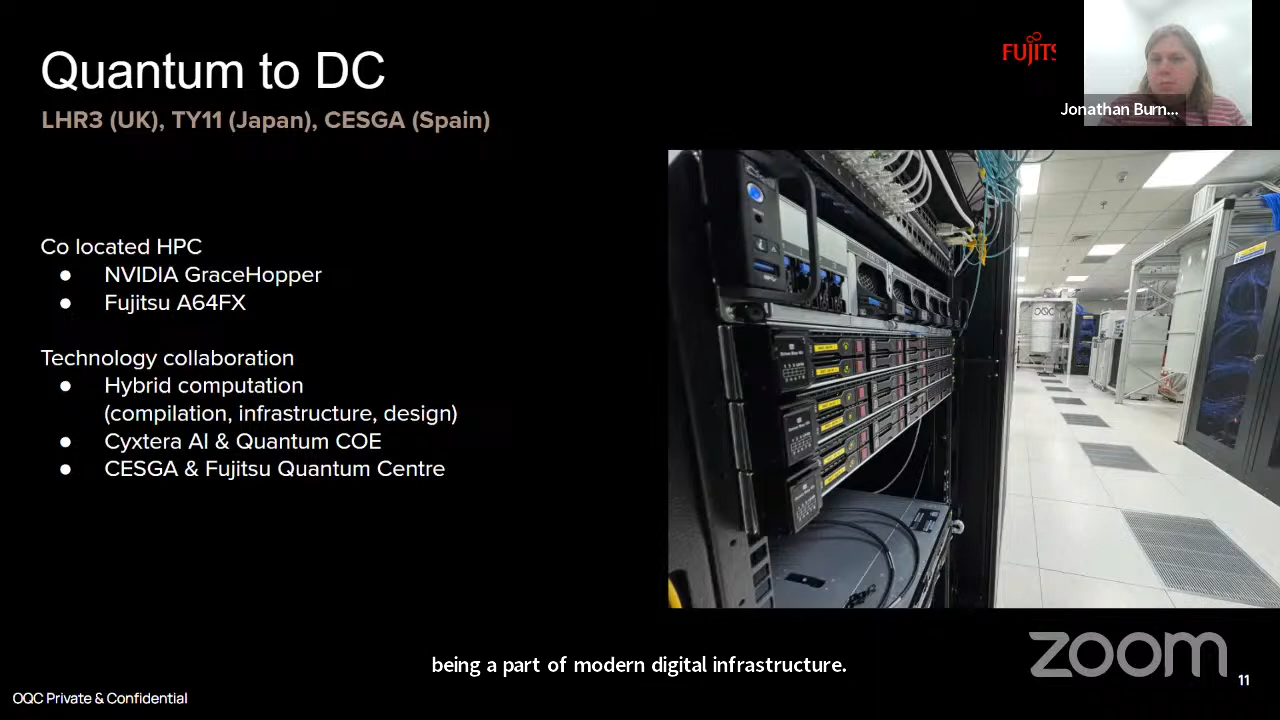 Quantum to DC
LHR3 (UK), TY11 (Japan), CESGA (Spain)
FUJITS
Jonathan Burn...
Co located HPC
● NVIDIA GraceHopper
● Fujitsu A64FX
Technology collaboration
● Hybrid computation
(compilation, infrastructure, design)
● Cyxtera AI & Quantum COE
● CESGA & Fujitsu Quantum Centre
OQC
being a part of modern digital infrastructure.
zoom
11
OQC Private & Confidential